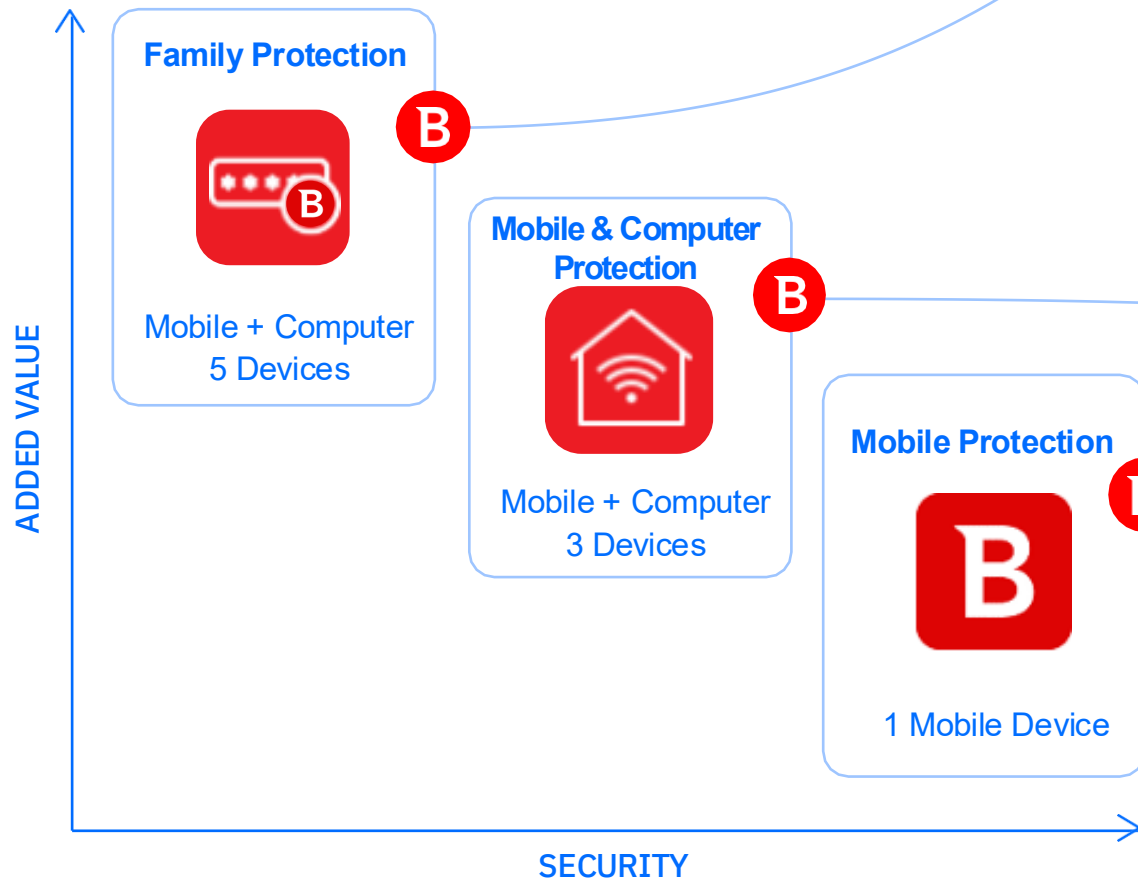 Family Protection
B
B
Mobile + Computer
5 Devices
Mobile & Computer
Protection
B
Mobile + Computer
3 Devices
Mobile Protection
B
1 Mobile Device
ADDED VALUE
SECURITY